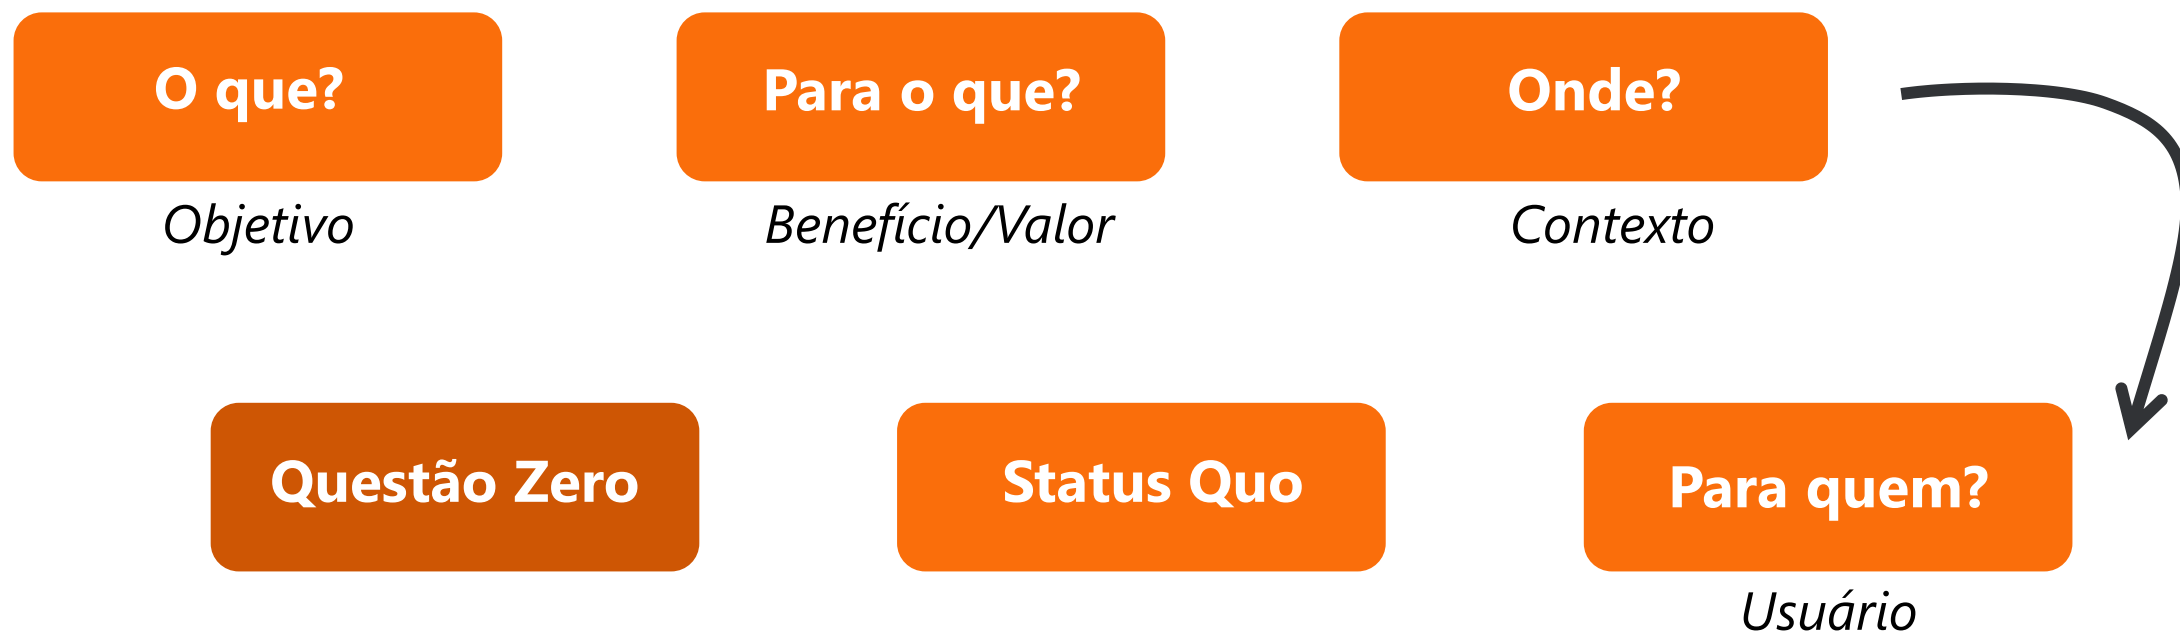 O que?
Objetivo
Para o que?
Benefício/Valor
Onde?
Contexto
Para quem?
Usuário
Status Quo
Questão Zero